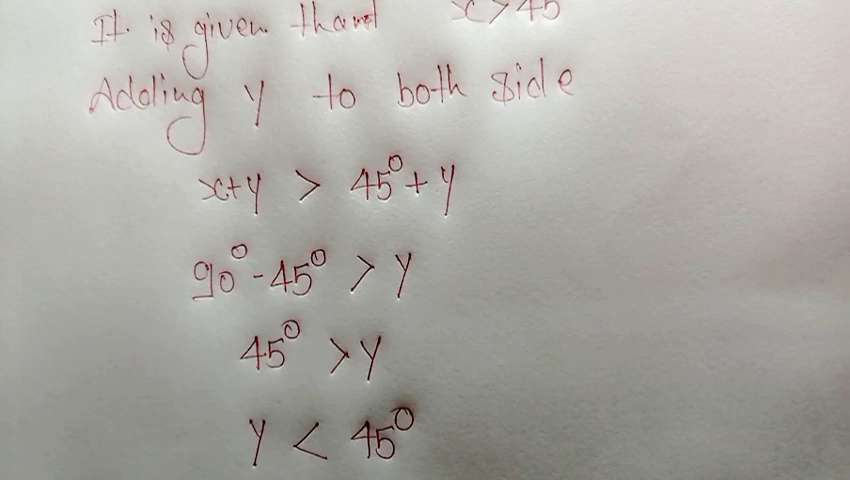 It is given that x > 45
Adding y to both side
x+y > 45°+y
90°-45° > y
45° > y
y < 45°